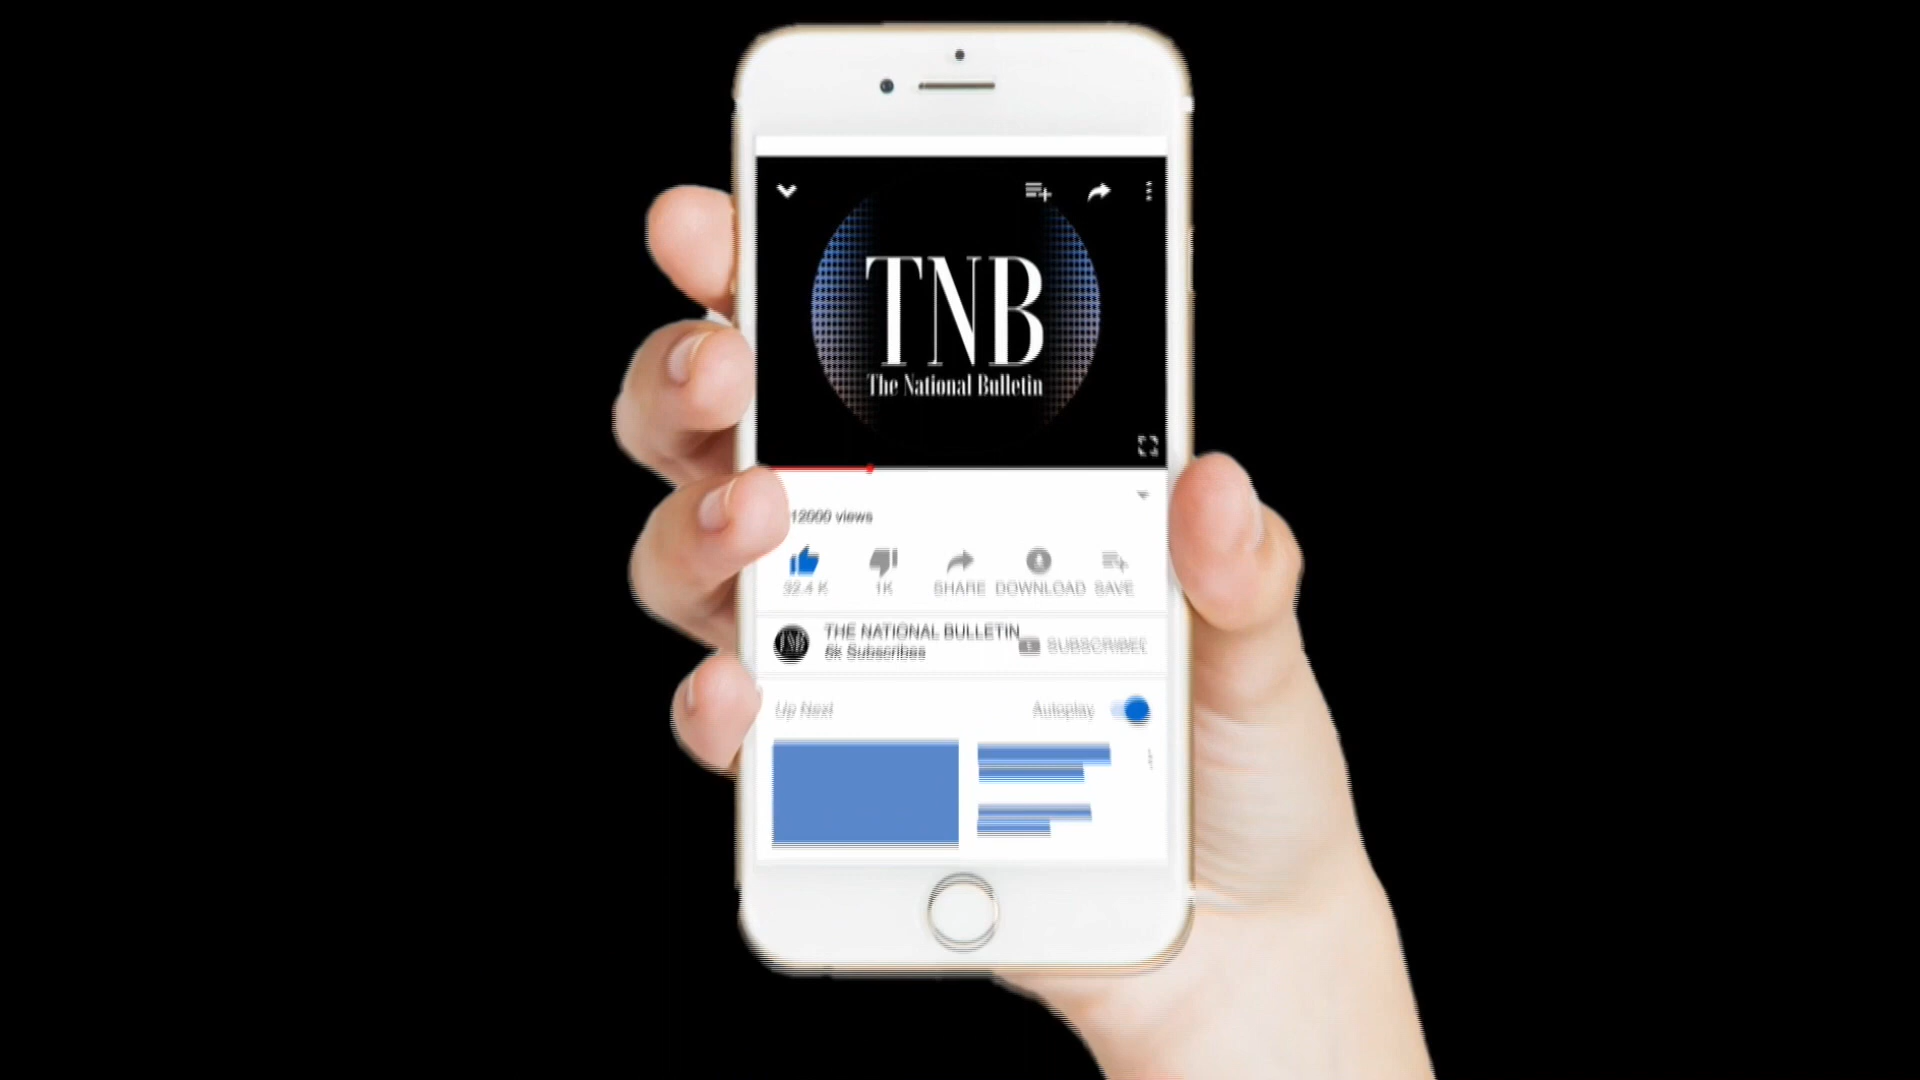 TNB
The National Bulletin
12000 views
32.4 K
1K
SHARE
DOWNLOAD
SAVE
THE NATIONAL BULLETIN
SUBSCRIBE
6k Subscribes
Up Next
Autoplay
TNB